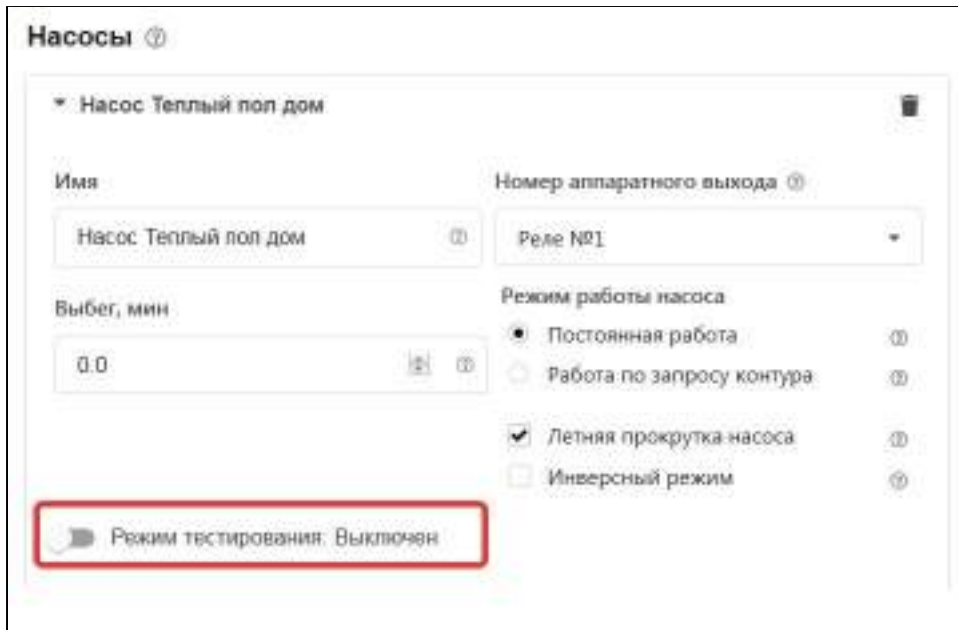 Насосы
Насос Теплый пол дом
Имя
Насос Теплый пол дом
Номер аппаратного выхода
Реле №1
Выбег, мин
0.0
Режим работы насоса
Постоянная работа
Работа по запросу контура
Летняя прокрутка насоса
Инверсный режим
Режим тестирования: Выключен